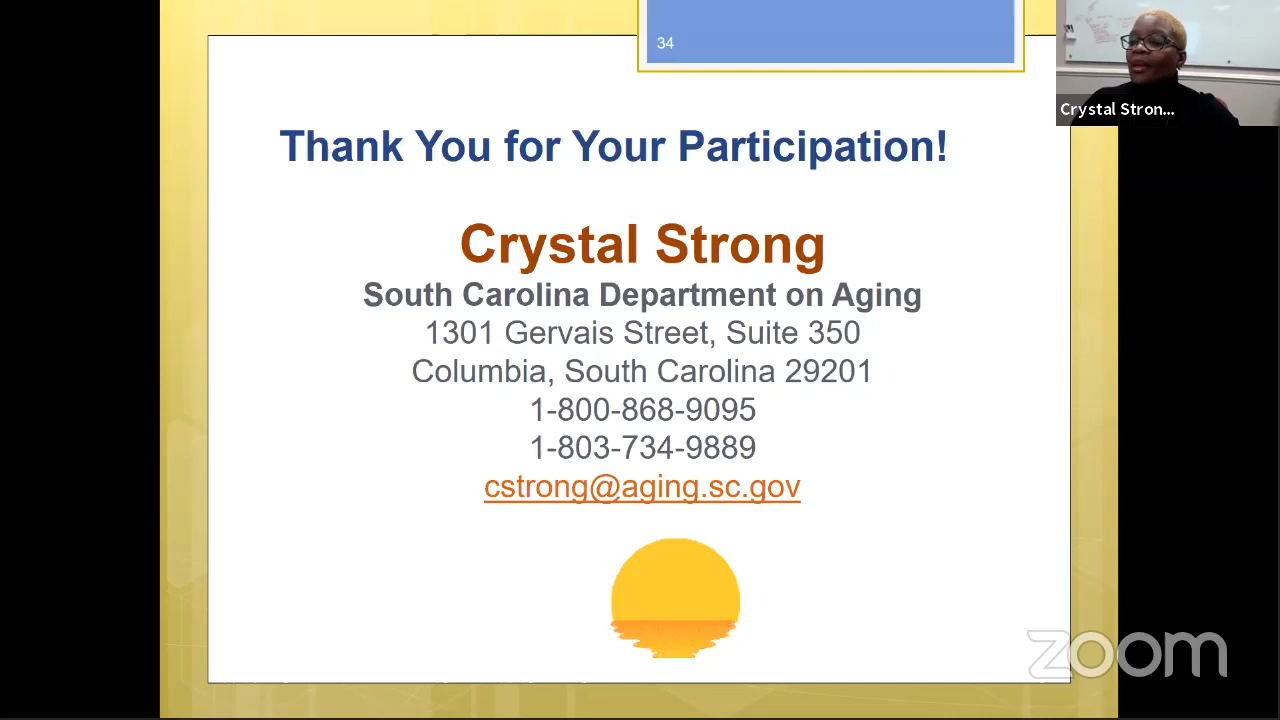 34
Crystal Stron...
Thank You for Your Participation!
Crystal Strong
South Carolina Department on Aging
1301 Gervais Street, Suite 350
Columbia, South Carolina 29201
1-800-868-9095
1-803-734-9889
cstrong@aging.sc.gov
zoom